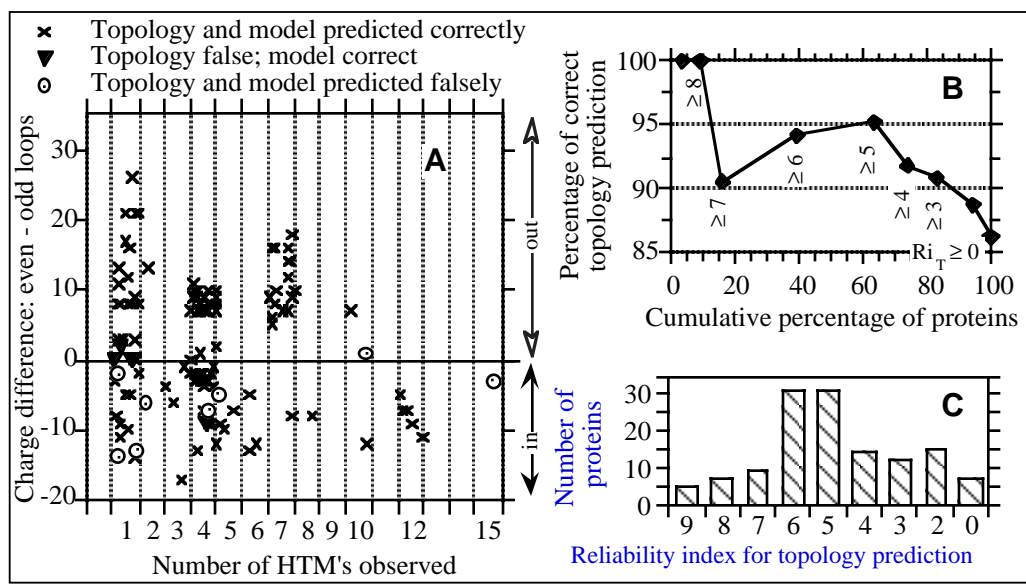 Topology and model predicted correctly
Topology false; model correct
Topology and model predicted falsely
A
Charge difference: even - odd loops
30
20
10
0
-10
-20
out
in
1 2 3 4 5 6 7 8 9 10 12 13 15
Number of HTM's observed
B
Percentage of correct
topology prediction
100
95
90
85
≥8
≥7
≥6
≥5
≥4
≥3
Ri_T ≥ 0
0 20 40 60 80 100
Cumulative percentage of proteins
C
Number of
proteins
30
20
10
0
9 8 7 6 5 4 3 2 0
Reliability index for topology prediction